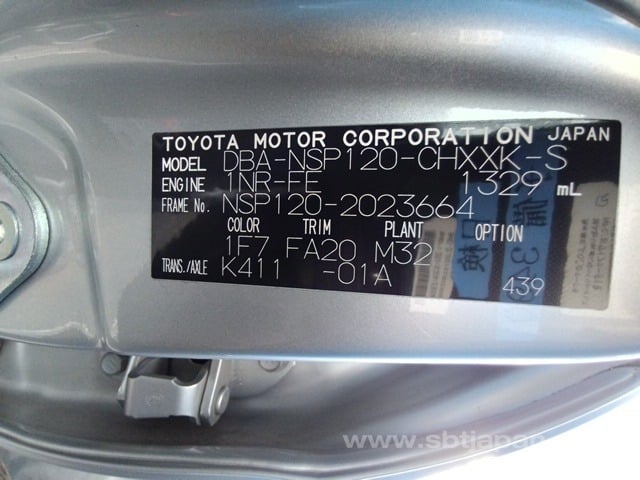 TOYOTA MOTOR CORPORATION JAPAN
MODEL DBA-NSP120-CHXXK-S
ENGINE 1NR-FE 1329 mL
FRAME No. NSP120-2023664
COLOR TRIM PLANT OPTION
1F7 FA20 M32
TRANS./AXLE K411 -01A 439
www.sbtjapan